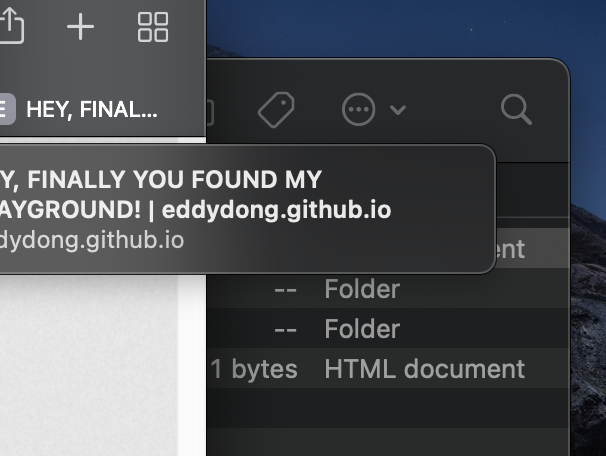 E HEY, FINAL...
Y, FINALLY YOU FOUND MY
AYGROUND! | eddydong.github.io
dydong.github.io
ent
-- Folder
-- Folder
1 bytes HTML document